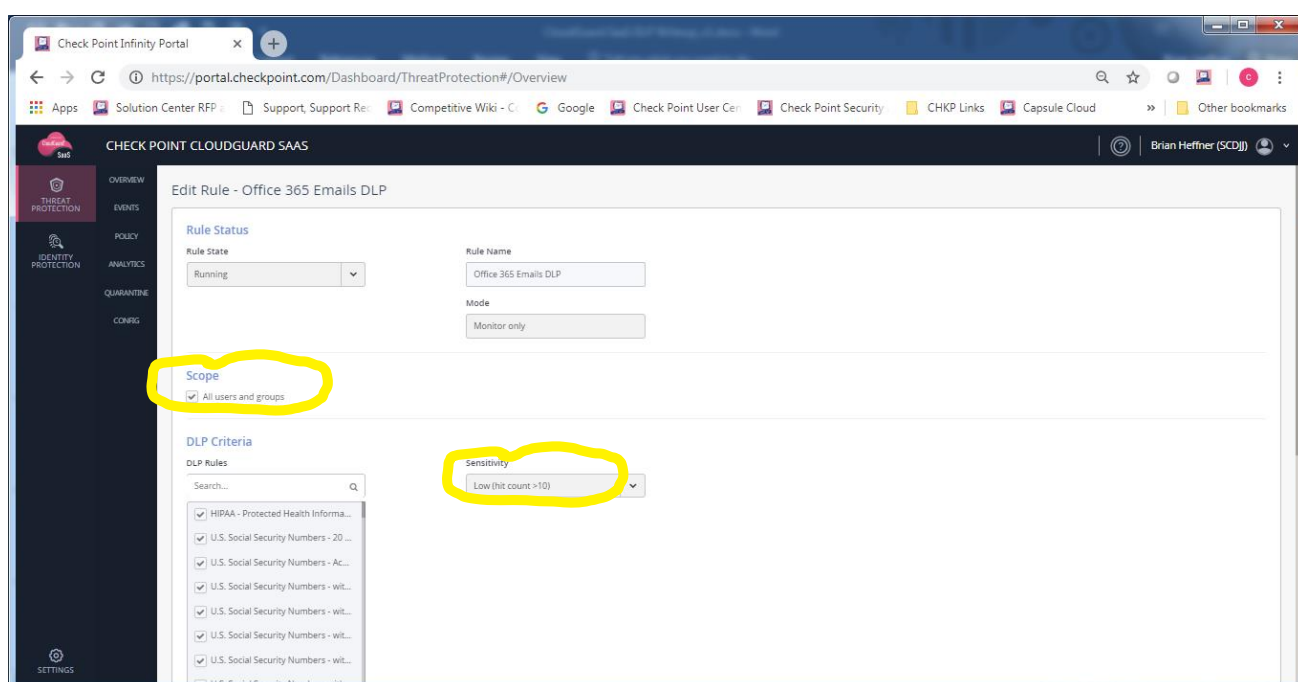 Check Point Infinity Portal
https://portal.checkpoint.com/Dashboard/ThreatProtection#/Overview
Apps Solution Center RFP Support, Support Re Competitive Wiki - C Google Check Point User Cen Check Point Security CHKP Links Capsule Cloud » Other bookmarks
CloudGuard
SaaS
CHECK POINT CLOUDGUARD SAAS
Brian Heffner (SCDJJ)
THREAT
PROTECTION
IDENTITY
PROTECTION
SETTINGS
OVERVIEW
EVENTS
POLICY
ANALYTICS
QUARANTINE
CONFIG
Edit Rule - Office 365 Emails DLP
Rule Status
Rule State
Running
Rule Name
Office 365 Emails DLP
Mode
Monitor only
Scope
All users and groups
DLP Criteria
DLP Rules
Search...
HIPAA - Protected Health Informa...
U.S. Social Security Numbers - 20 ...
U.S. Social Security Numbers - Ac...
U.S. Social Security Numbers - wit...
U.S. Social Security Numbers - wit...
U.S. Social Security Numbers - wit...
U.S. Social Security Numbers - wit...
Sensitivity
Low (hit count >10)